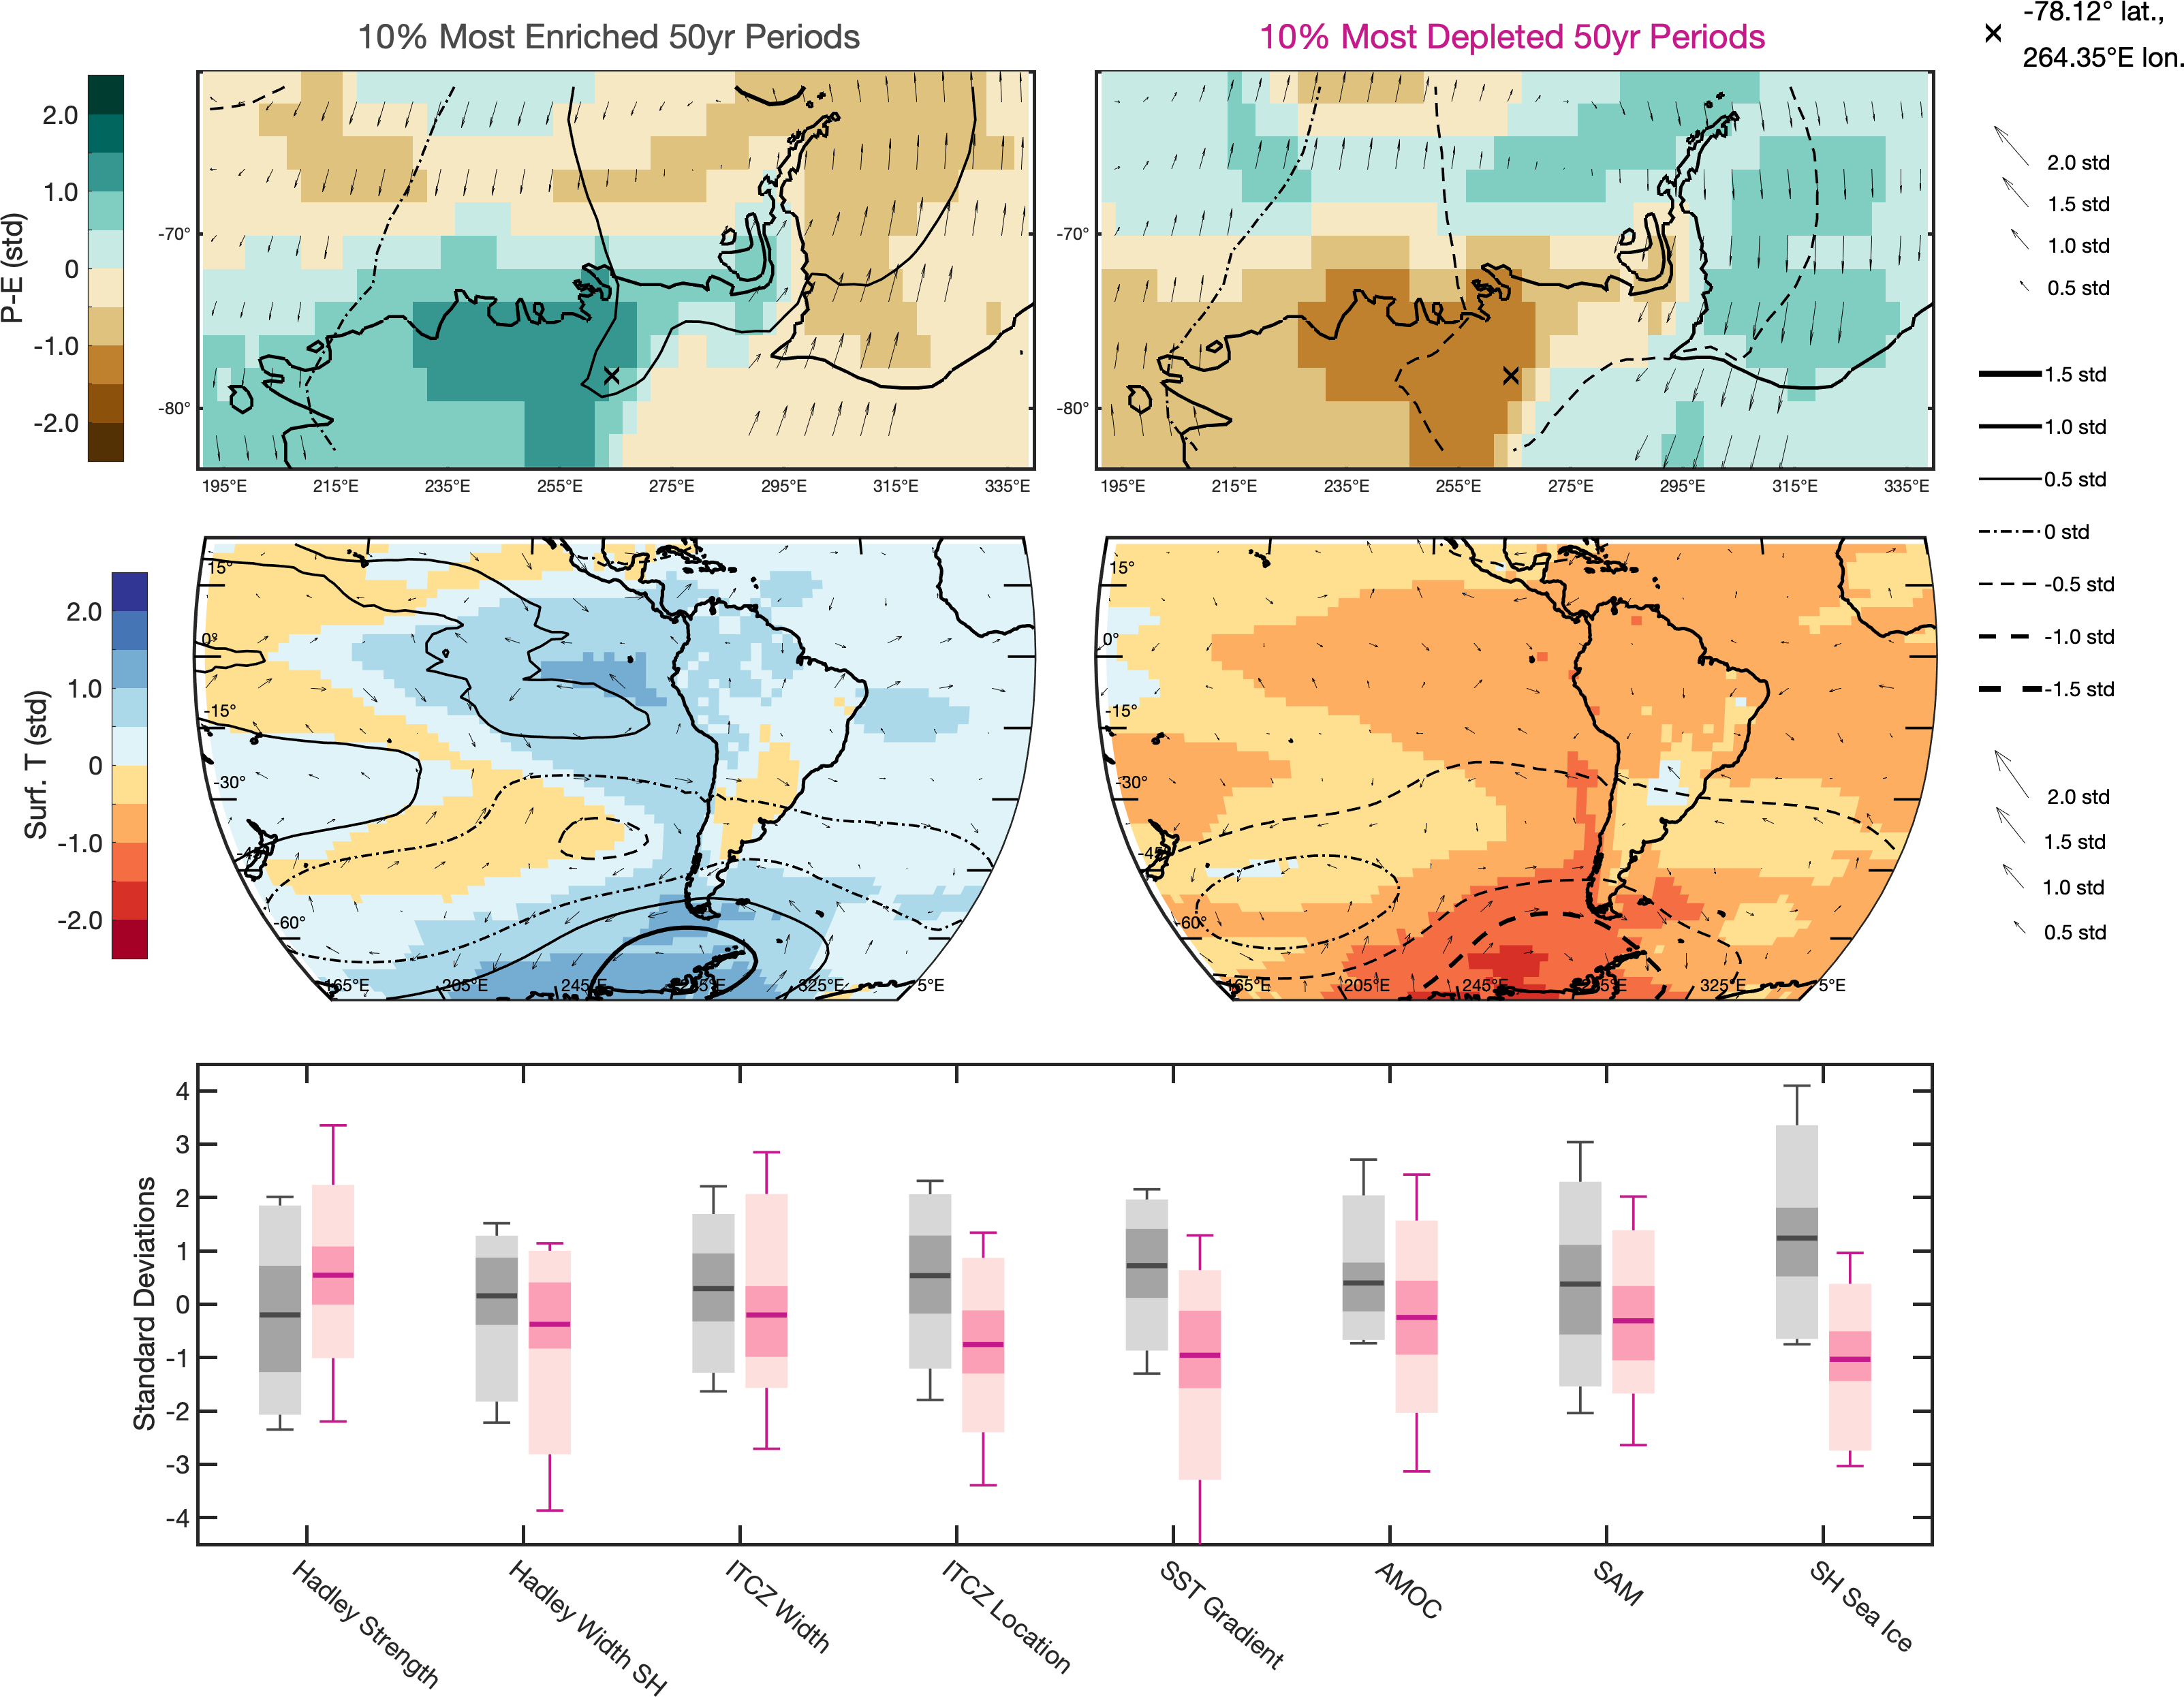 10% Most Enriched 50yr Periods
10% Most Depleted 50yr Periods
-78.12° lat.,
264.35°E lon.
P-E (std)
2.0
1.0
0
-1.0
-2.0
-70°
-80°
195°E 215°E 235°E 255°E 275°E 295°E 315°E 335°E
-70°
-80°
195°E 215°E 235°E 255°E 275°E 295°E 315°E 335°E
2.0 std
1.5 std
1.0 std
0.5 std
1.5 std
1.0 std
0.5 std
0 std
-0.5 std
-1.0 std
-1.5 std
2.0 std
1.5 std
1.0 std
0.5 std
Surf. T (std)
2.0
1.0
0
-1.0
-2.0
15°
0°
-15°
-30°
-45°
-60°
165°E 205°E 245°E 285°E 325°E 5°E
15°
0°
-15°
-30°
-45°
-60°
165°E 205°E 245°E 285°E 325°E 5°E
Standard Deviations
4
3
2
1
0
-1
-2
-3
-4
Hadley Strength
Hadley Width SH
ITCZ Width
ITCZ Location
SST Gradient
AMOC
SAM
SH Sea Ice